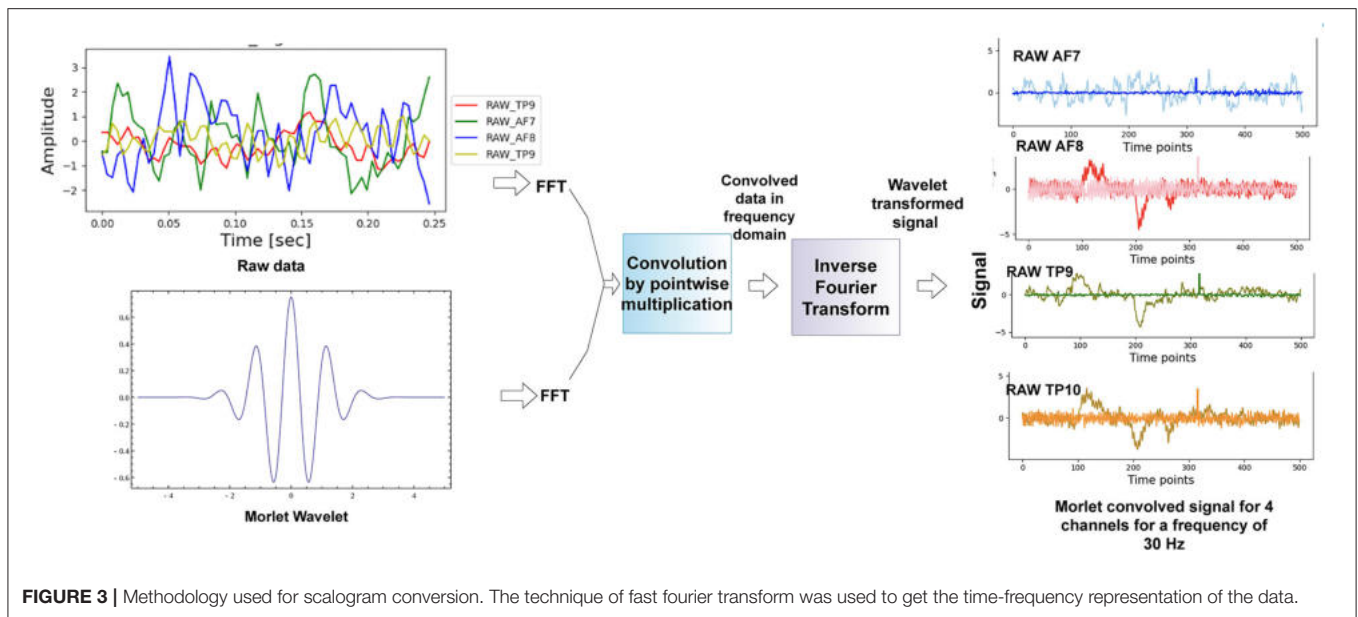 Amplitude
3
2
1
0
−1
−2
0.00 0.05 0.10 0.15 0.20 0.25
Time [sec]
Raw data
RAW_TP9
RAW_AF7
RAW_AF8
RAW_TP9
FFT
0.6
0.4
0.2
0.0
-0.2
-0.4
-0.6
-4 -2 0 2 4
Morlet Wavelet
FFT
Convolution
by pointwise
multiplication
Convolved
data in
frequency
domain
Inverse
Fourier
Transform
Wavelet
transformed
signal
Signal
RAW AF7
5
0
0 100 200 300 400 500
Time points
RAW AF8
0
−5
0 100 200 300 400 500
Time points
RAW TP9
0
−5
0 100 200 300 400 500
Time points
RAW TP10
5
0
0 100 200 300 400 500
Time points
Morlet convolved signal for 4
channels for a frequency of
30 Hz
FIGURE 3 | Methodology used for scalogram conversion. The technique of fast fourier transform was used to get the time-frequency representation of the data.